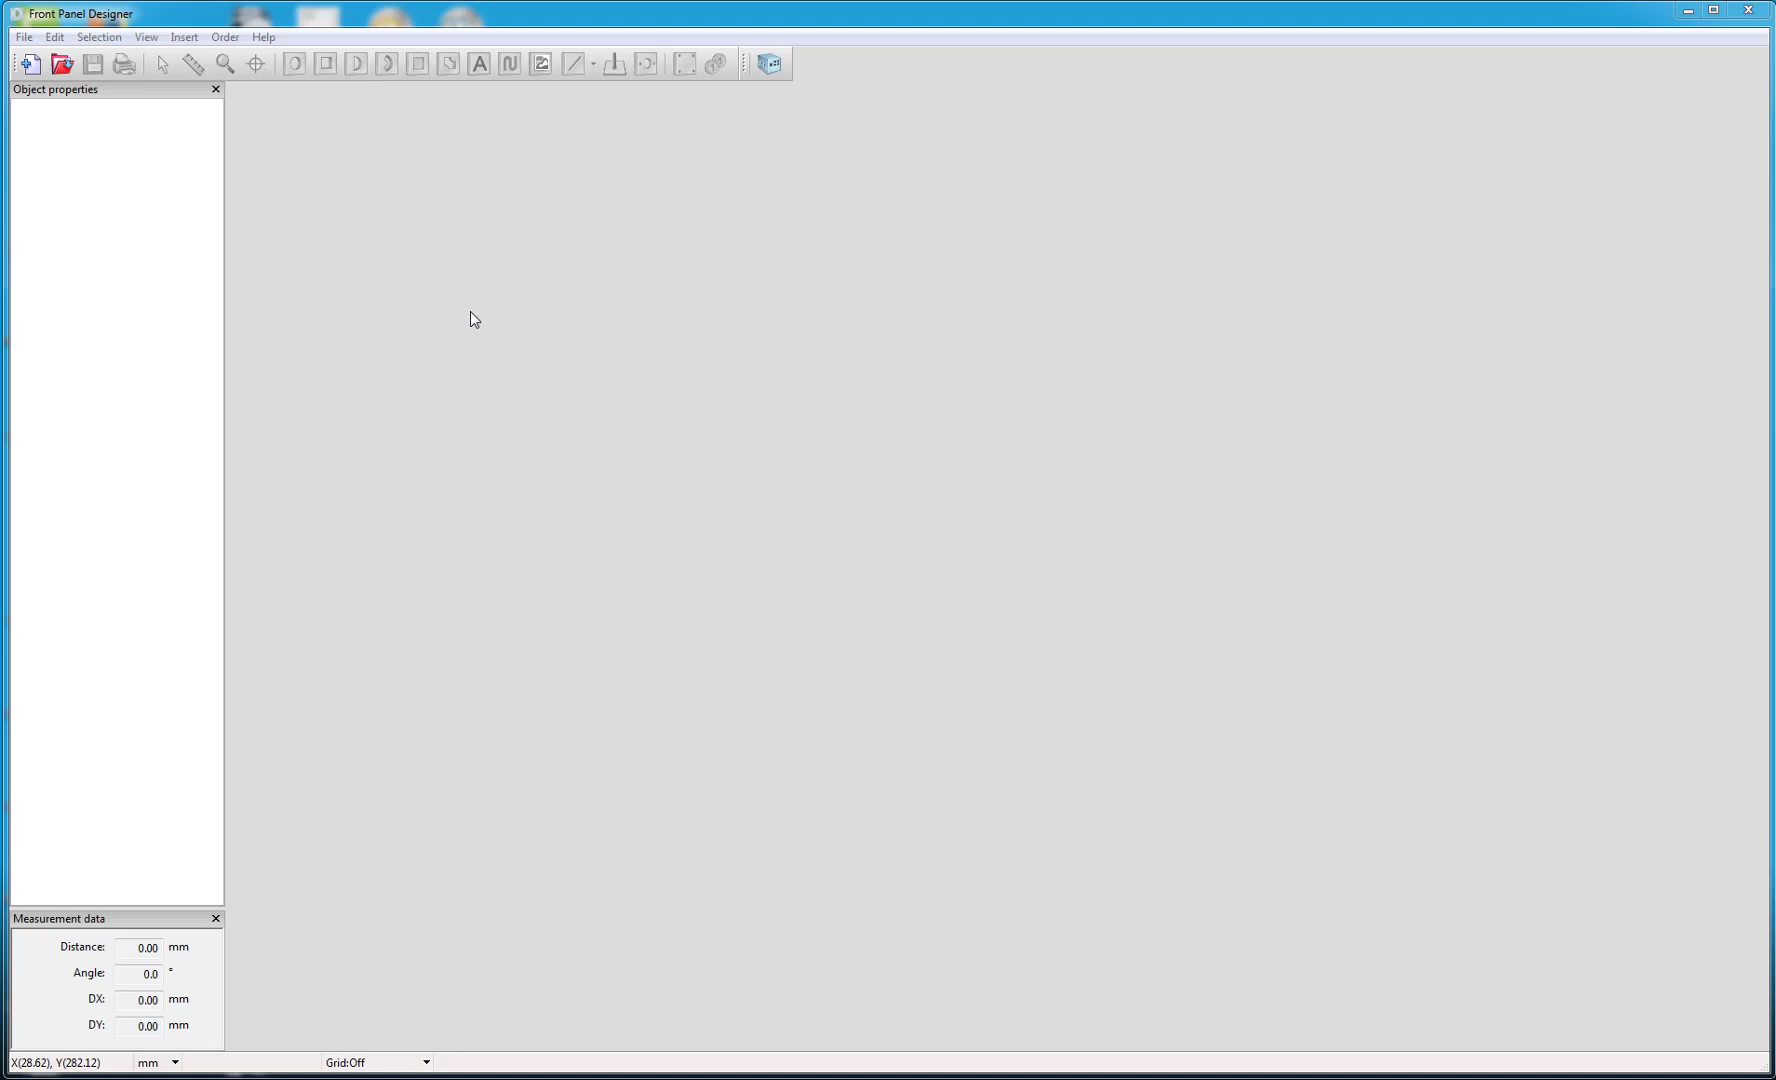 Front Panel Designer
File Edit Selection View Insert Order Help
Object properties
Measurement data
Distance: 0.00 mm
Angle: 0.0 °
DX: 0.00 mm
DY: 0.00 mm
X(28.62), Y(282.12) mm Grid:Off